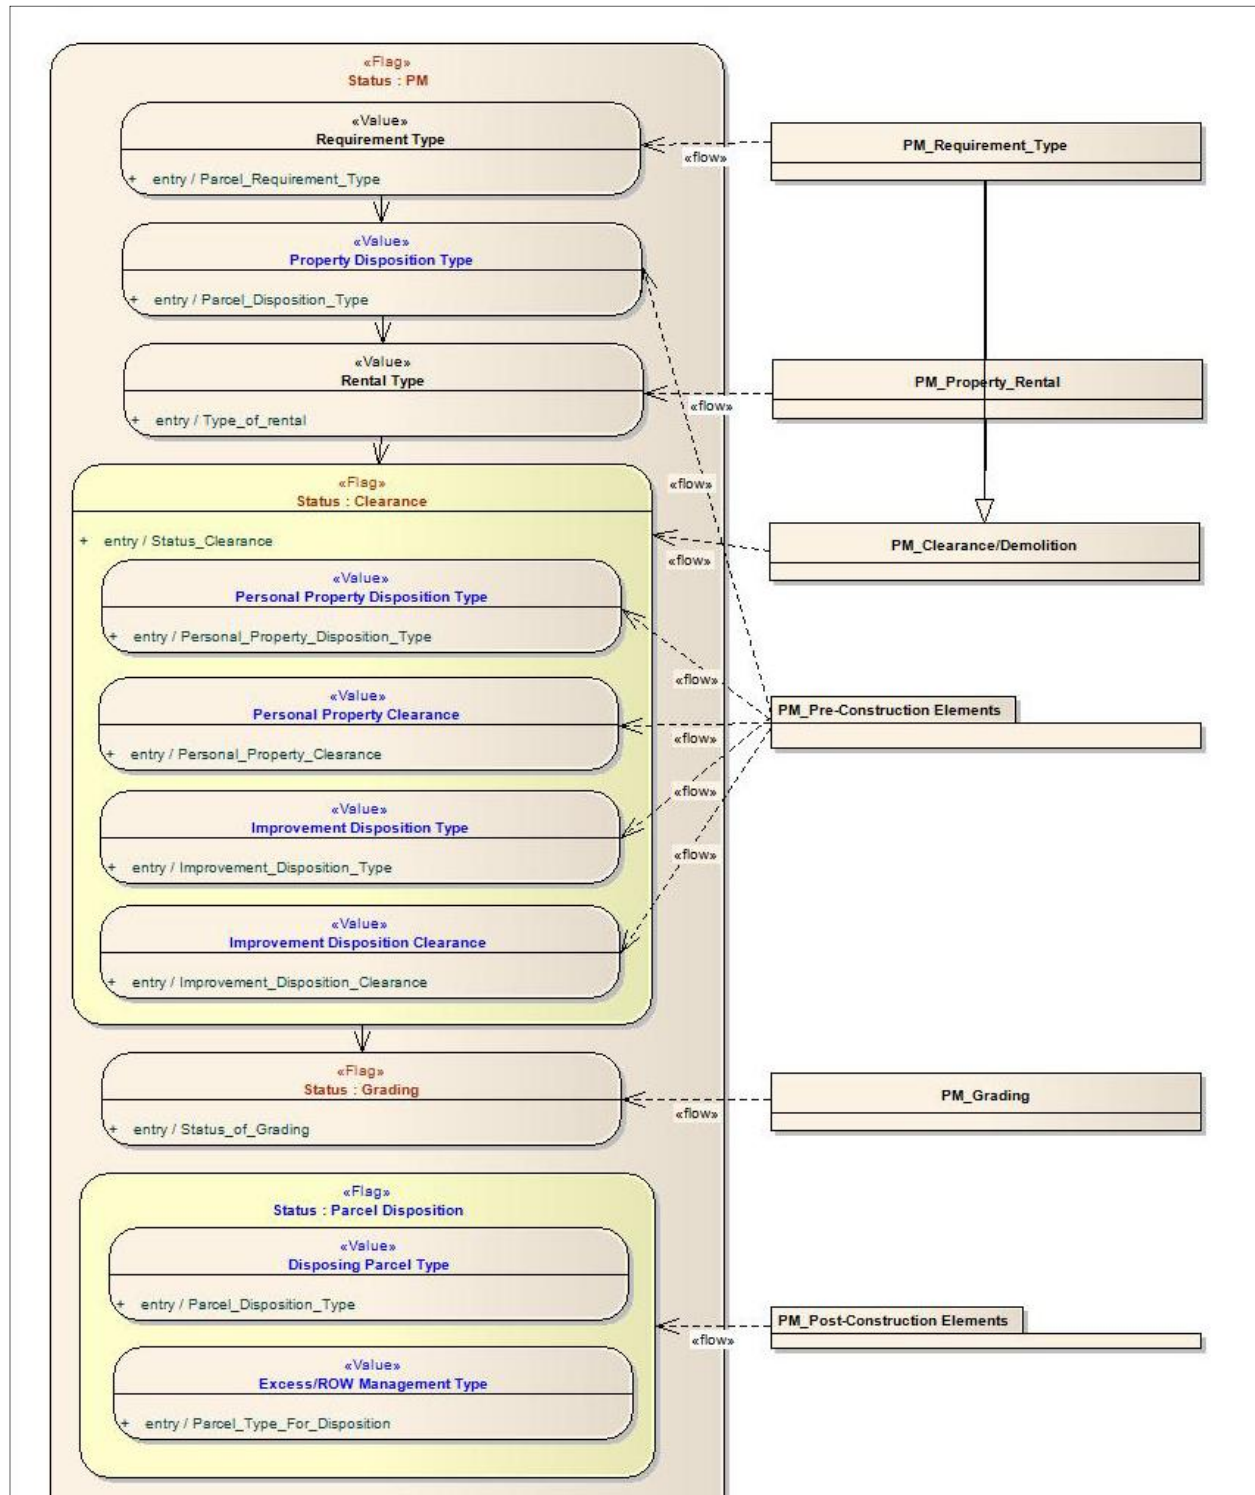 «Flag»
Status : PM
«Value»
Requirement Type
+ entry / Parcel_Requirement_Type
«flow»
PM_Requirement_Type
«Value»
Property Disposition Type
+ entry / Parcel_Disposition_Type
«Value»
Rental Type
+ entry / Type_of_rental
«flow»
PM_Property_Rental
«Flag»
Status : Clearance
+ entry / Status_Clearance
«flow»
«flow»
PM_Clearance/Demolition
«Value»
Personal Property Disposition Type
+ entry / Personal_Property_Disposition_Type
«flow»
«Value»
Personal Property Clearance
+ entry / Personal_Property_Clearance
«flow»
PM_Pre-Construction Elements
«Value»
Improvement Disposition Type
+ entry / Improvement_Disposition_Type
«flow»
«flow»
«Value»
Improvement Disposition Clearance
+ entry / Improvement_Disposition_Clearance
«Flag»
Status : Grading
+ entry / Status_of_Grading
«flow»
PM_Grading
«Flag»
Status : Parcel Disposition
«Value»
Disposing Parcel Type
+ entry / Parcel_Disposition_Type
«flow»
PM_Post-Construction Elements
«Value»
Excess/ROW Management Type
+ entry / Parcel_Type_For_Disposition